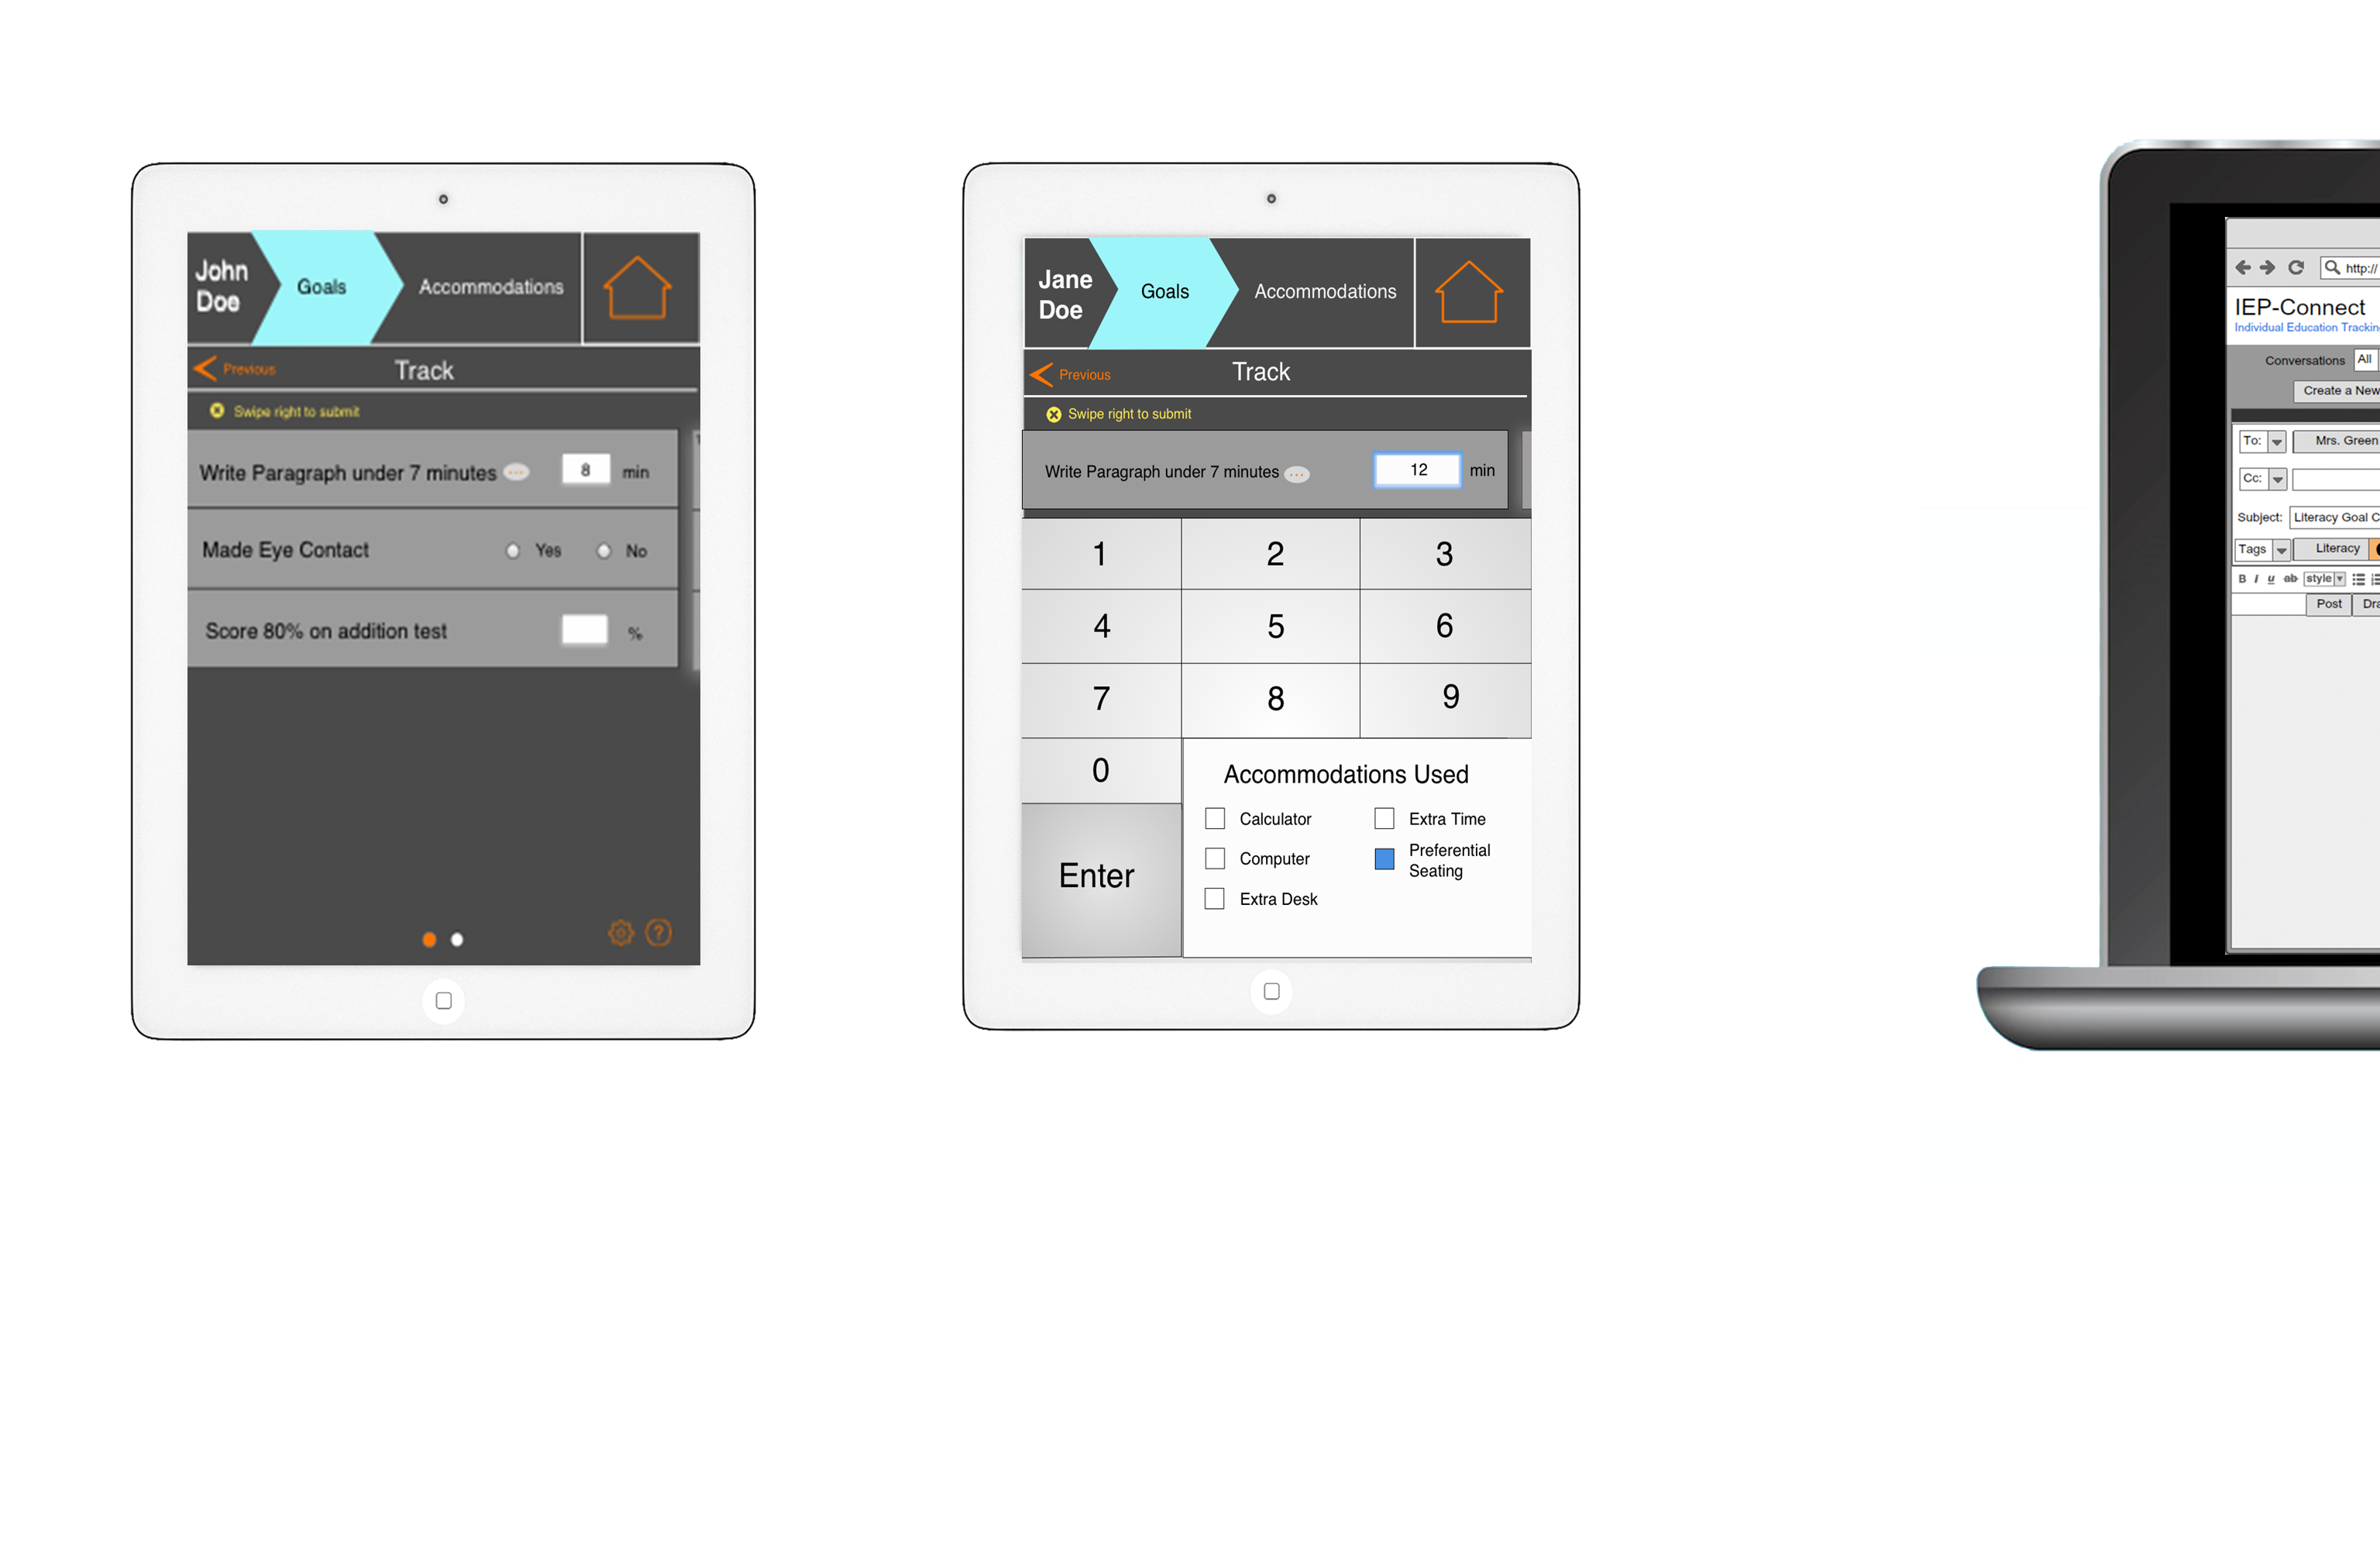 John
Doe
Goals
Accommodations
Previous
Track
Swipe right to submit
Write Paragraph under 7 minutes ... 8 min
Made Eye Contact Yes No
Score 80% on addition test %
?
Jane
Doe
Goals
Accommodations
Previous
Track
Swipe right to submit
Write Paragraph under 7 minutes ... 12 min
1 2 3
4 5 6
7 8 9
0
Enter
Accommodations Used
Calculator Extra Time
Computer Preferential
Seating
Extra Desk
http://
IEP-Connect
Individual Education
Conversations All
Create a New
To: Mrs. Green
Cc:
Subject: Literacy Goal C
Tags Literacy
B I u ab style
Post Dra